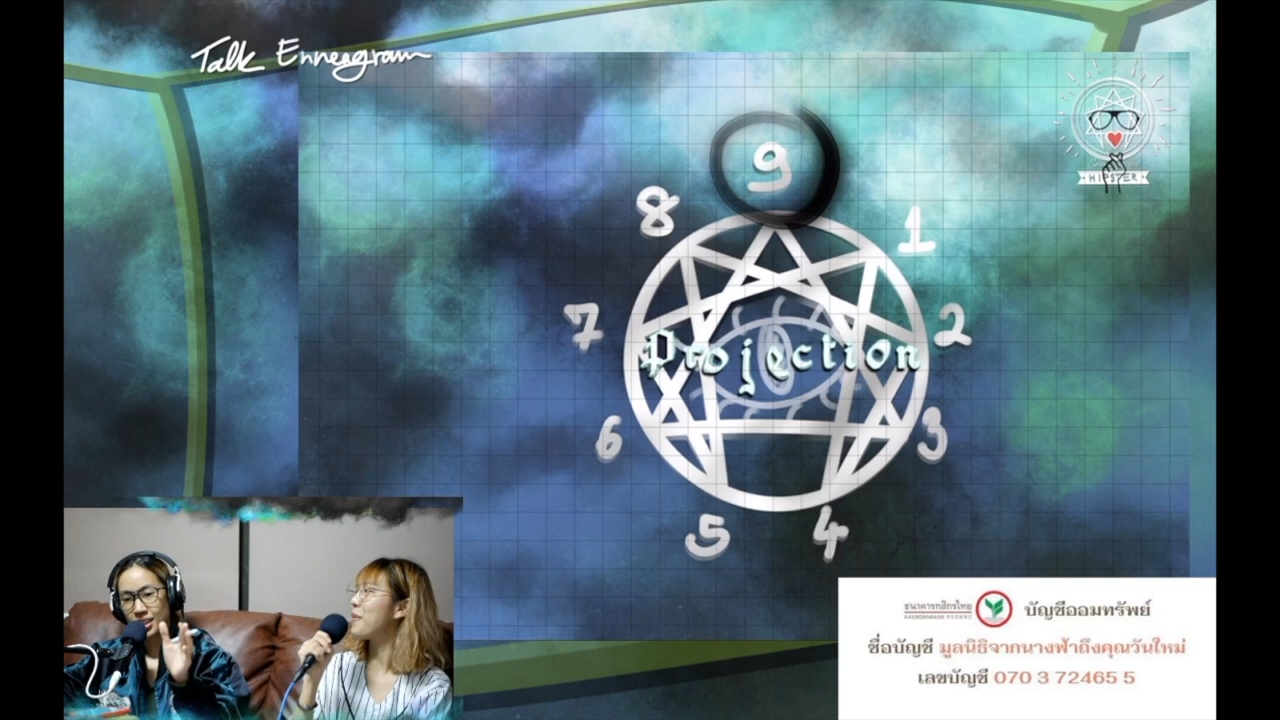 Talk Enneagram
HIPSTER
9
8
1
7
2
Projection
6
3
5
4
ธนาคารกสิกรไทย
KASIKORNBANK
บัญชีออมทรัพย์
ชื่อบัญชี มูลนิธิจากนางฟ้าถึงคุณวันใหม่
เลขบัญชี 070 3 72465 5